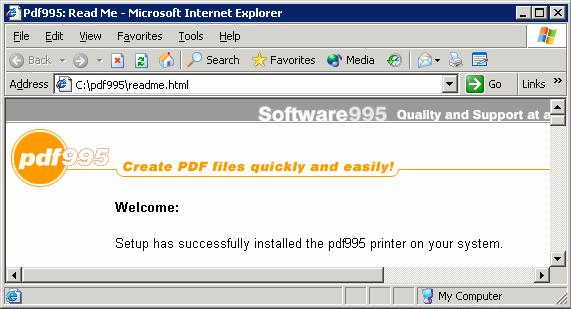 Pdf995: Read Me - Microsoft Internet Explorer
File Edit View Favorites Tools Help
Back Search Favorites Media
Address C:\pdf995\readme.html Go Links »
Software995 Quality and Support at a
pdf995
Create PDF files quickly and easily!
Welcome:
Setup has successfully installed the pdf995 printer on your system.
My Computer